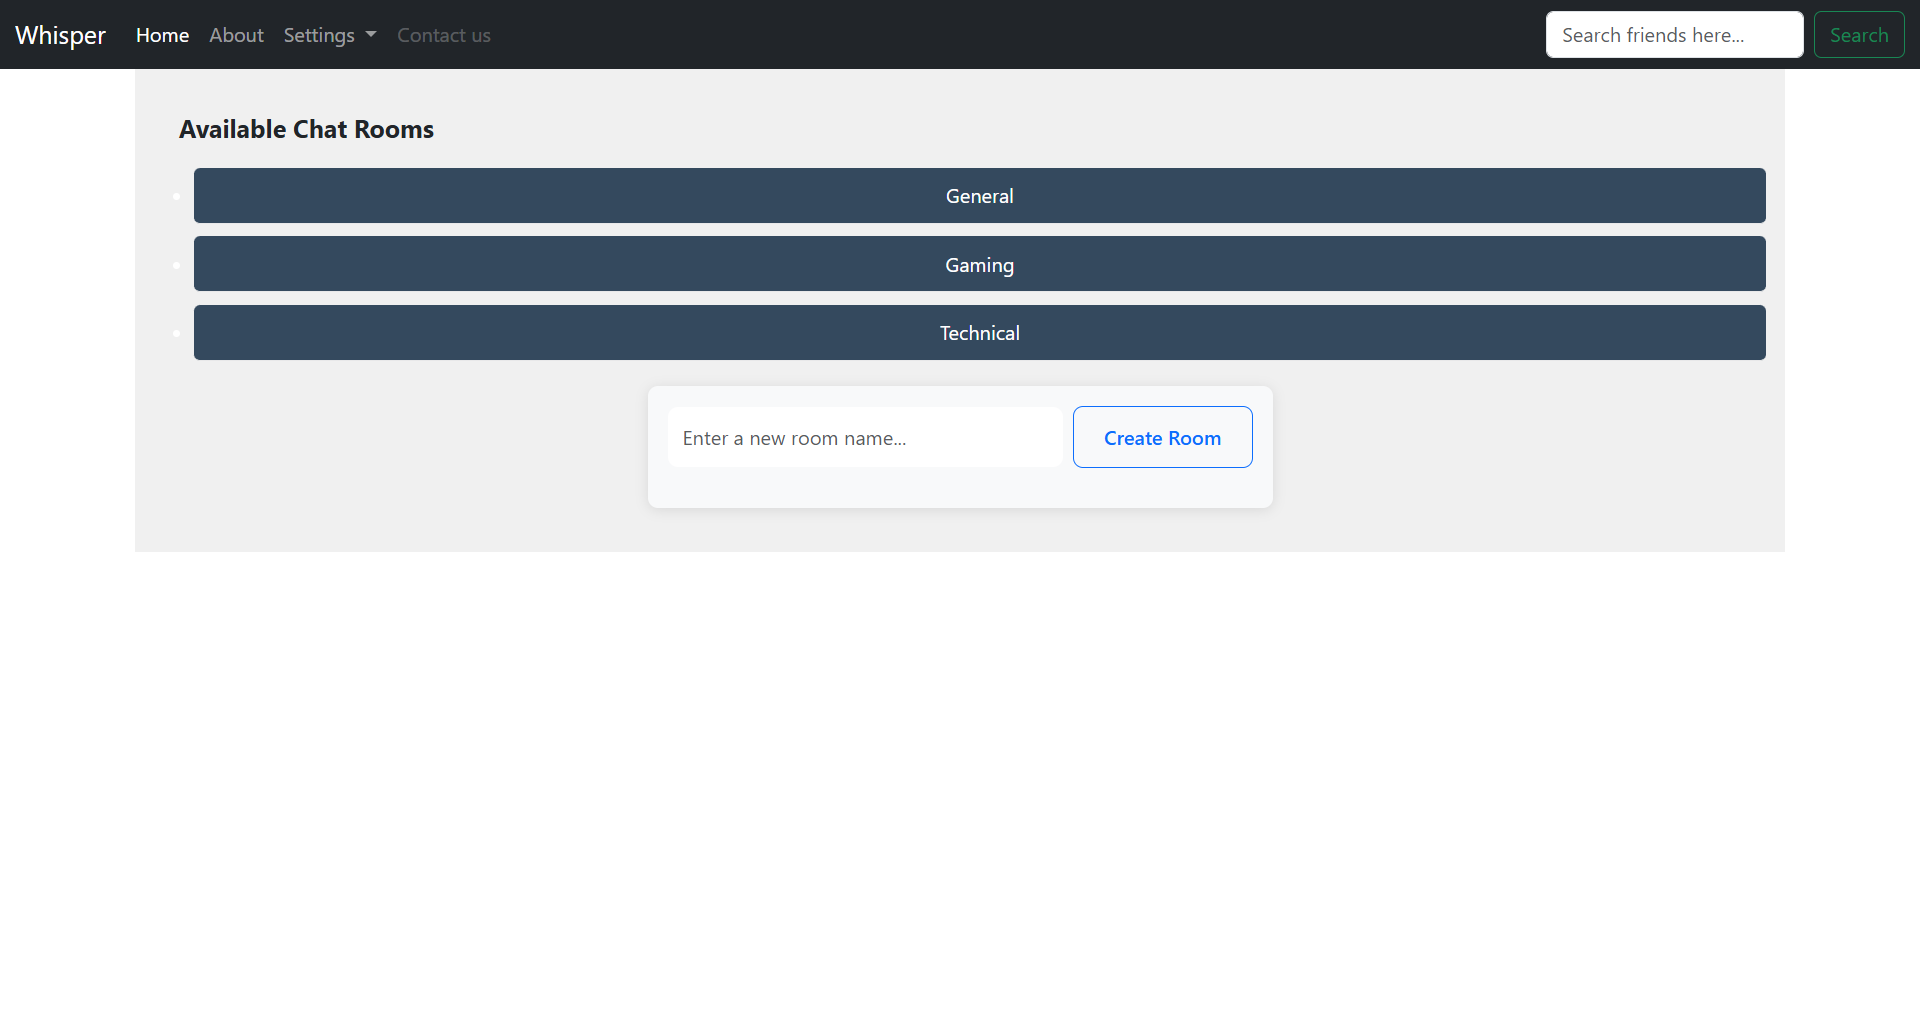 Whisper Home About Settings Contact us Search friends here... Search
Available Chat Rooms
General
Gaming
Technical
Enter a new room name... Create Room